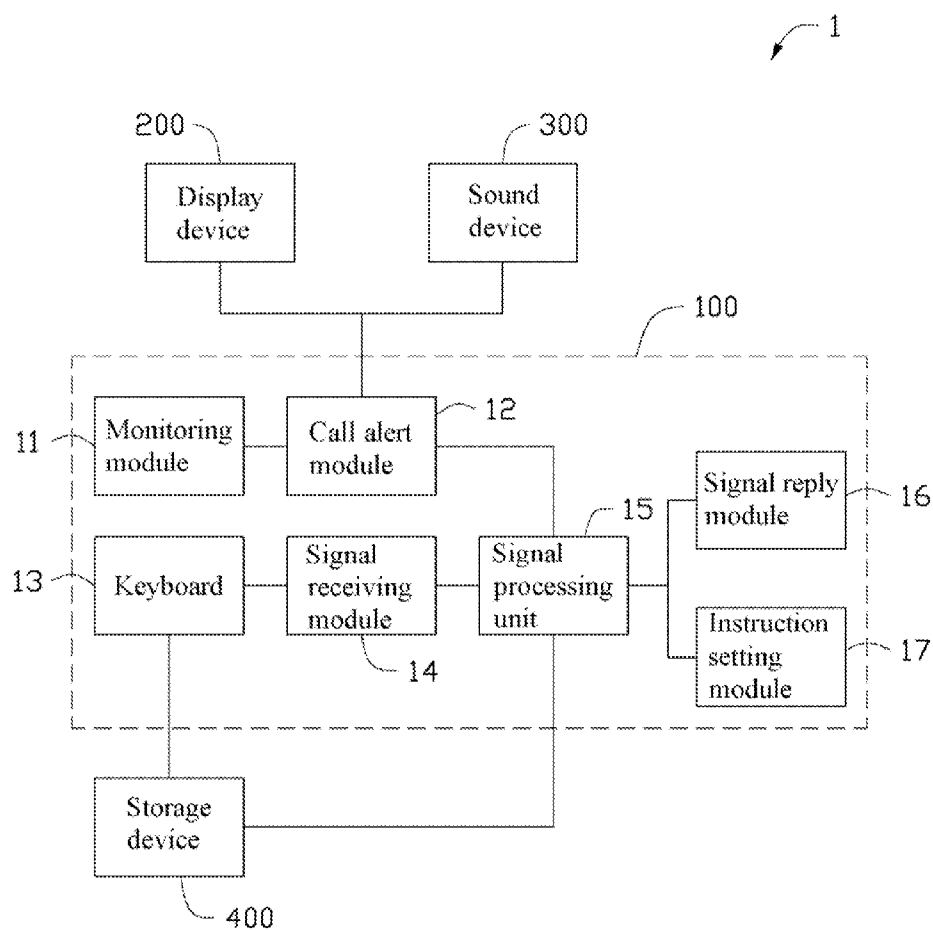 1
200
300
Display
device
Sound
device
100
11
Monitoring
module
Call alert
module
12
Signal reply
module
16
15
13
Keyboard
Signal
receiving
module
14
Signal
processing
unit
Instruction
setting
module
17
Storage
device
400